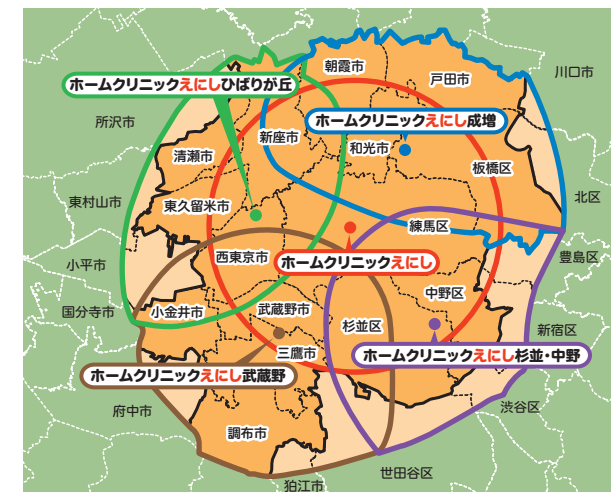 朝霞市
戸田市
川口市
ホームクリニックえにしひばりが丘
所沢市
ホームクリニックえにし成増
新座市
和光市
清瀬市
板橋区
東村山市
東久留米市
北区
練馬区
小平市
西東京市
ホームクリニックえにし
豊島区
中野区
国分寺市
小金井市
武蔵野市
杉並区
新宿区
三鷹市
ホームクリニックえにし杉並・中野
ホームクリニックえにし武蔵野
府中市
渋谷区
調布市
世田谷区
狛江市